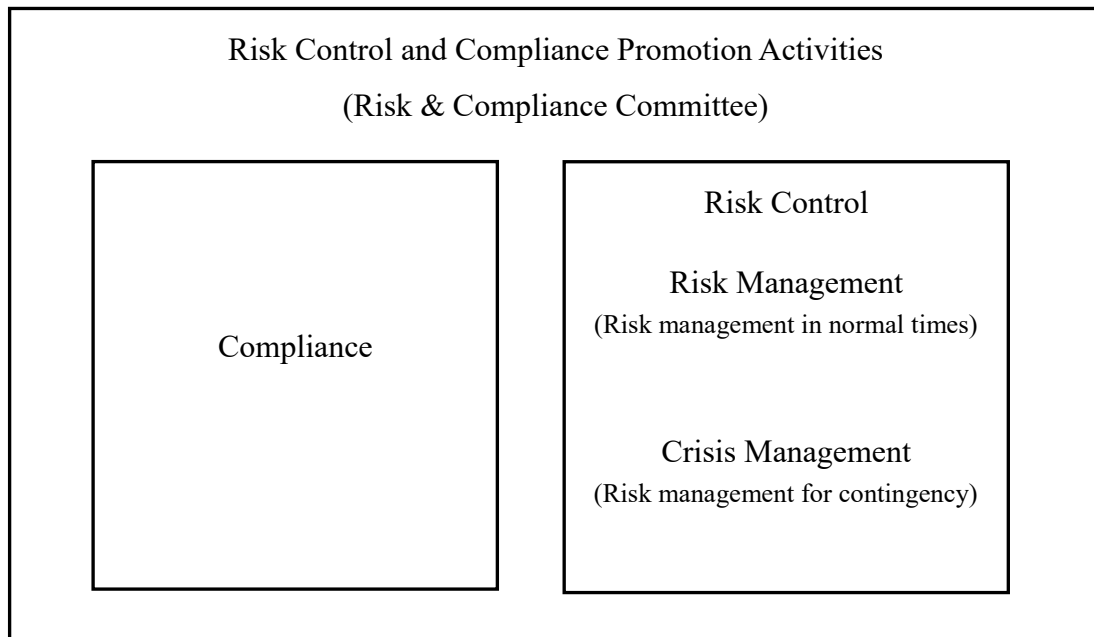 Risk Control and Compliance Promotion Activities
(Risk & Compliance Committee)
Compliance
Risk Control
Risk Management
(Risk management in normal times)
Crisis Management
(Risk management for contingency)